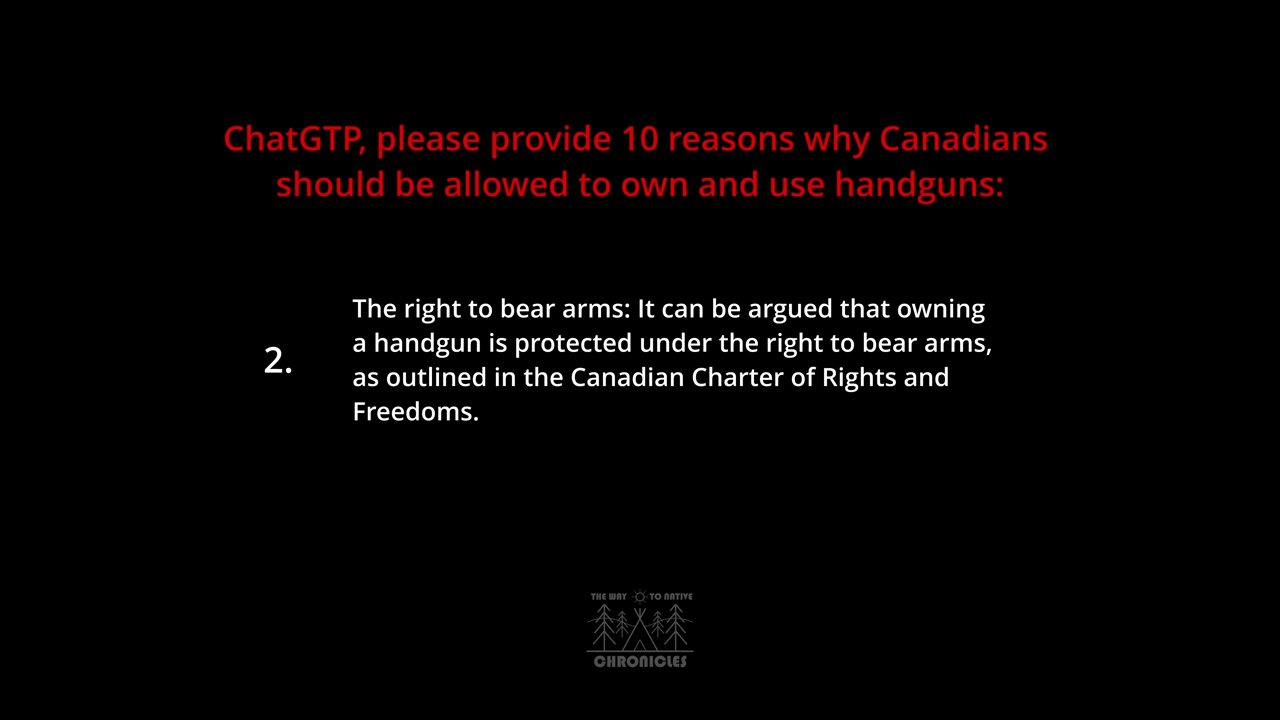 ChatGTP, please provide 10 reasons why Canadians
should be allowed to own and use handguns:
2.
The right to bear arms: It can be argued that owning
a handgun is protected under the right to bear arms,
as outlined in the Canadian Charter of Rights and
Freedoms.
THE WAY TO NATIVE
CHRONICLES